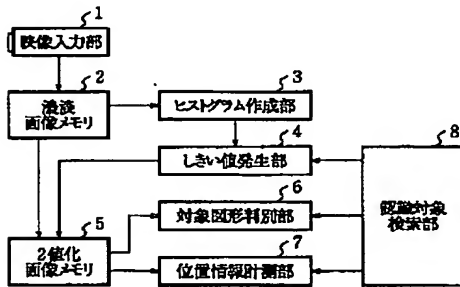 1
映像入力部
2
濃淡
画像メモリ
3
ヒストグラム作成部
4
しきい値発生部
5
2値化
画像メモリ
6
対象図形判別部
7
位置情報計測部
8
認識対象
検索部